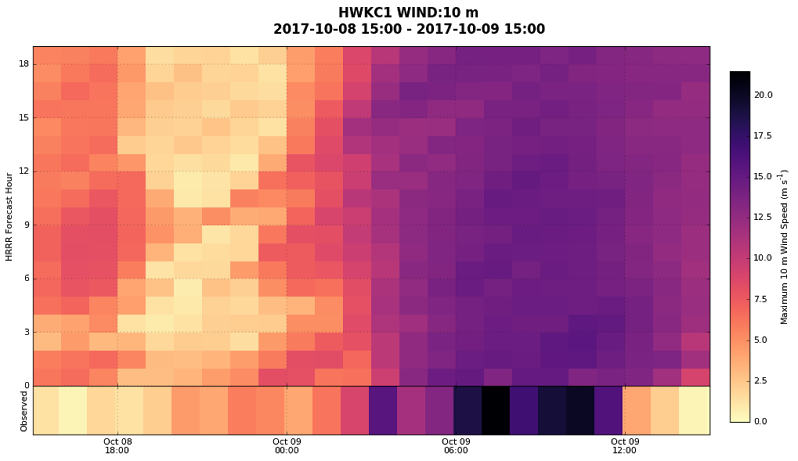 HWKC1 WIND:10 m
2017-10-08 15:00 - 2017-10-09 15:00
HRRR Forecast Hour
18
15
12
9
6
3
0
Observed
Oct 08
18:00
Oct 09
00:00
Oct 09
06:00
Oct 09
12:00
20.0
17.5
15.0
12.5
10.0
7.5
5.0
2.5
0.0
Maximum 10 m Wind Speed (m s⁻¹)